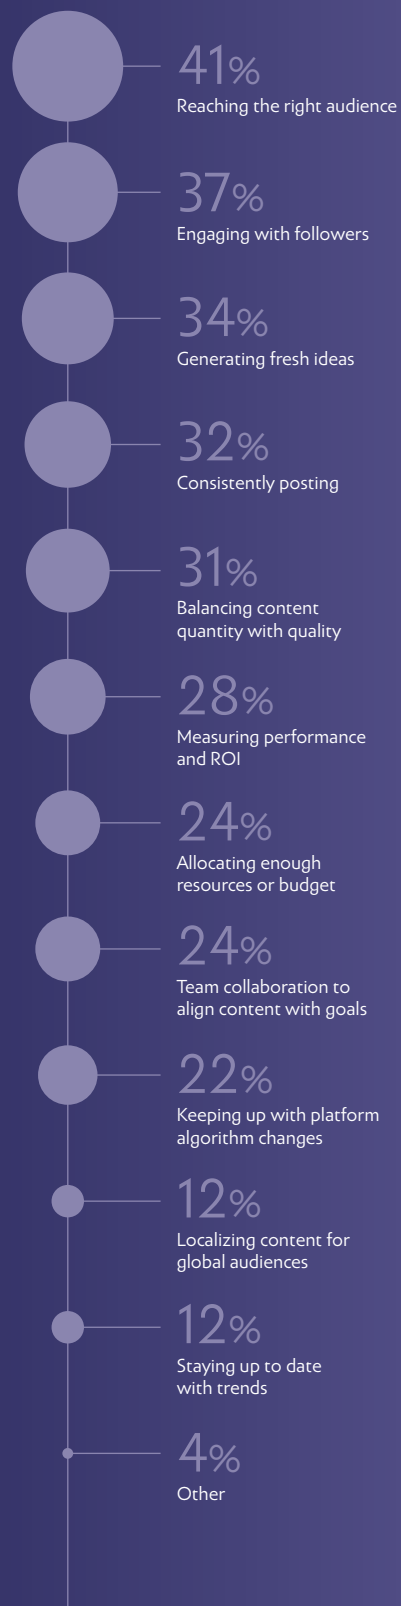 41%
Reaching the right audience
37%
Engaging with followers
34%
Generating fresh ideas
32%
Consistently posting
31%
Balancing content
quantity with quality
28%
Measuring performance
and ROI
24%
Allocating enough
resources or budget
24%
Team collaboration to
align content with goals
22%
Keeping up with platform
algorithm changes
12%
Localizing content for
global audiences
12%
Staying up to date
with trends
4%
Other